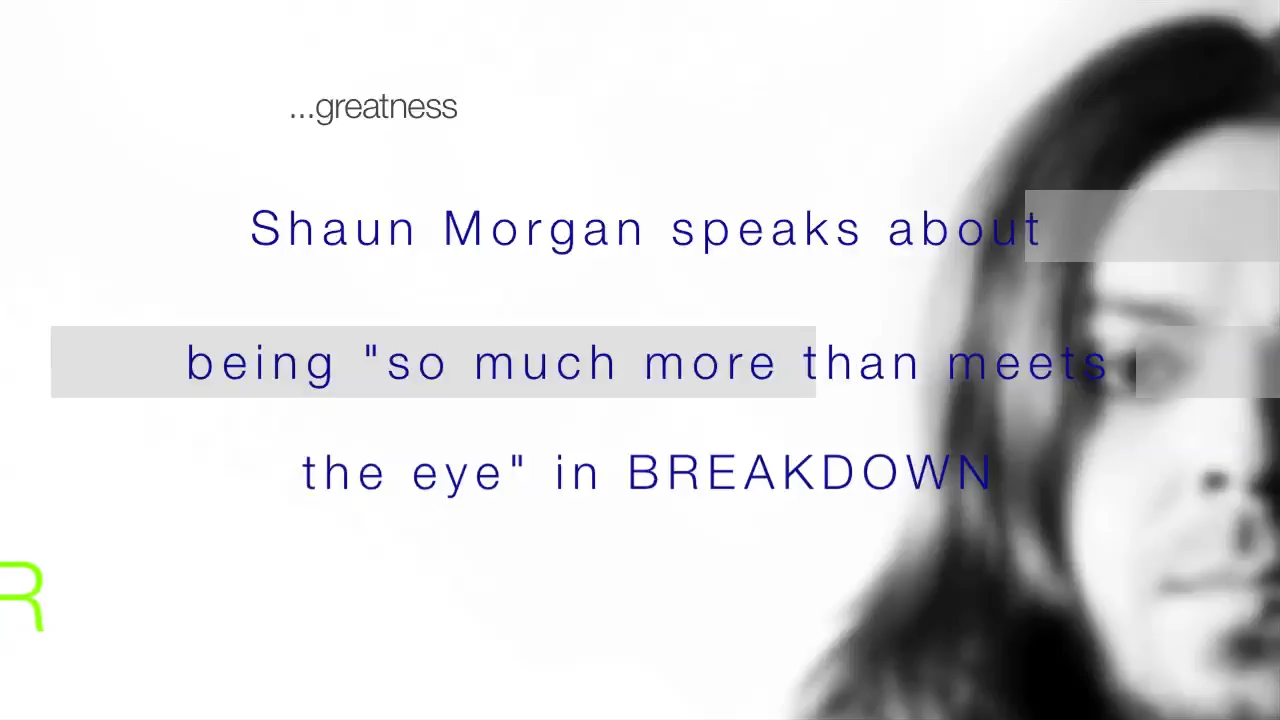 ...greatness
Shaun Morgan speaks about
being "so much more than meets
the eye" in BREAKDOWN
R